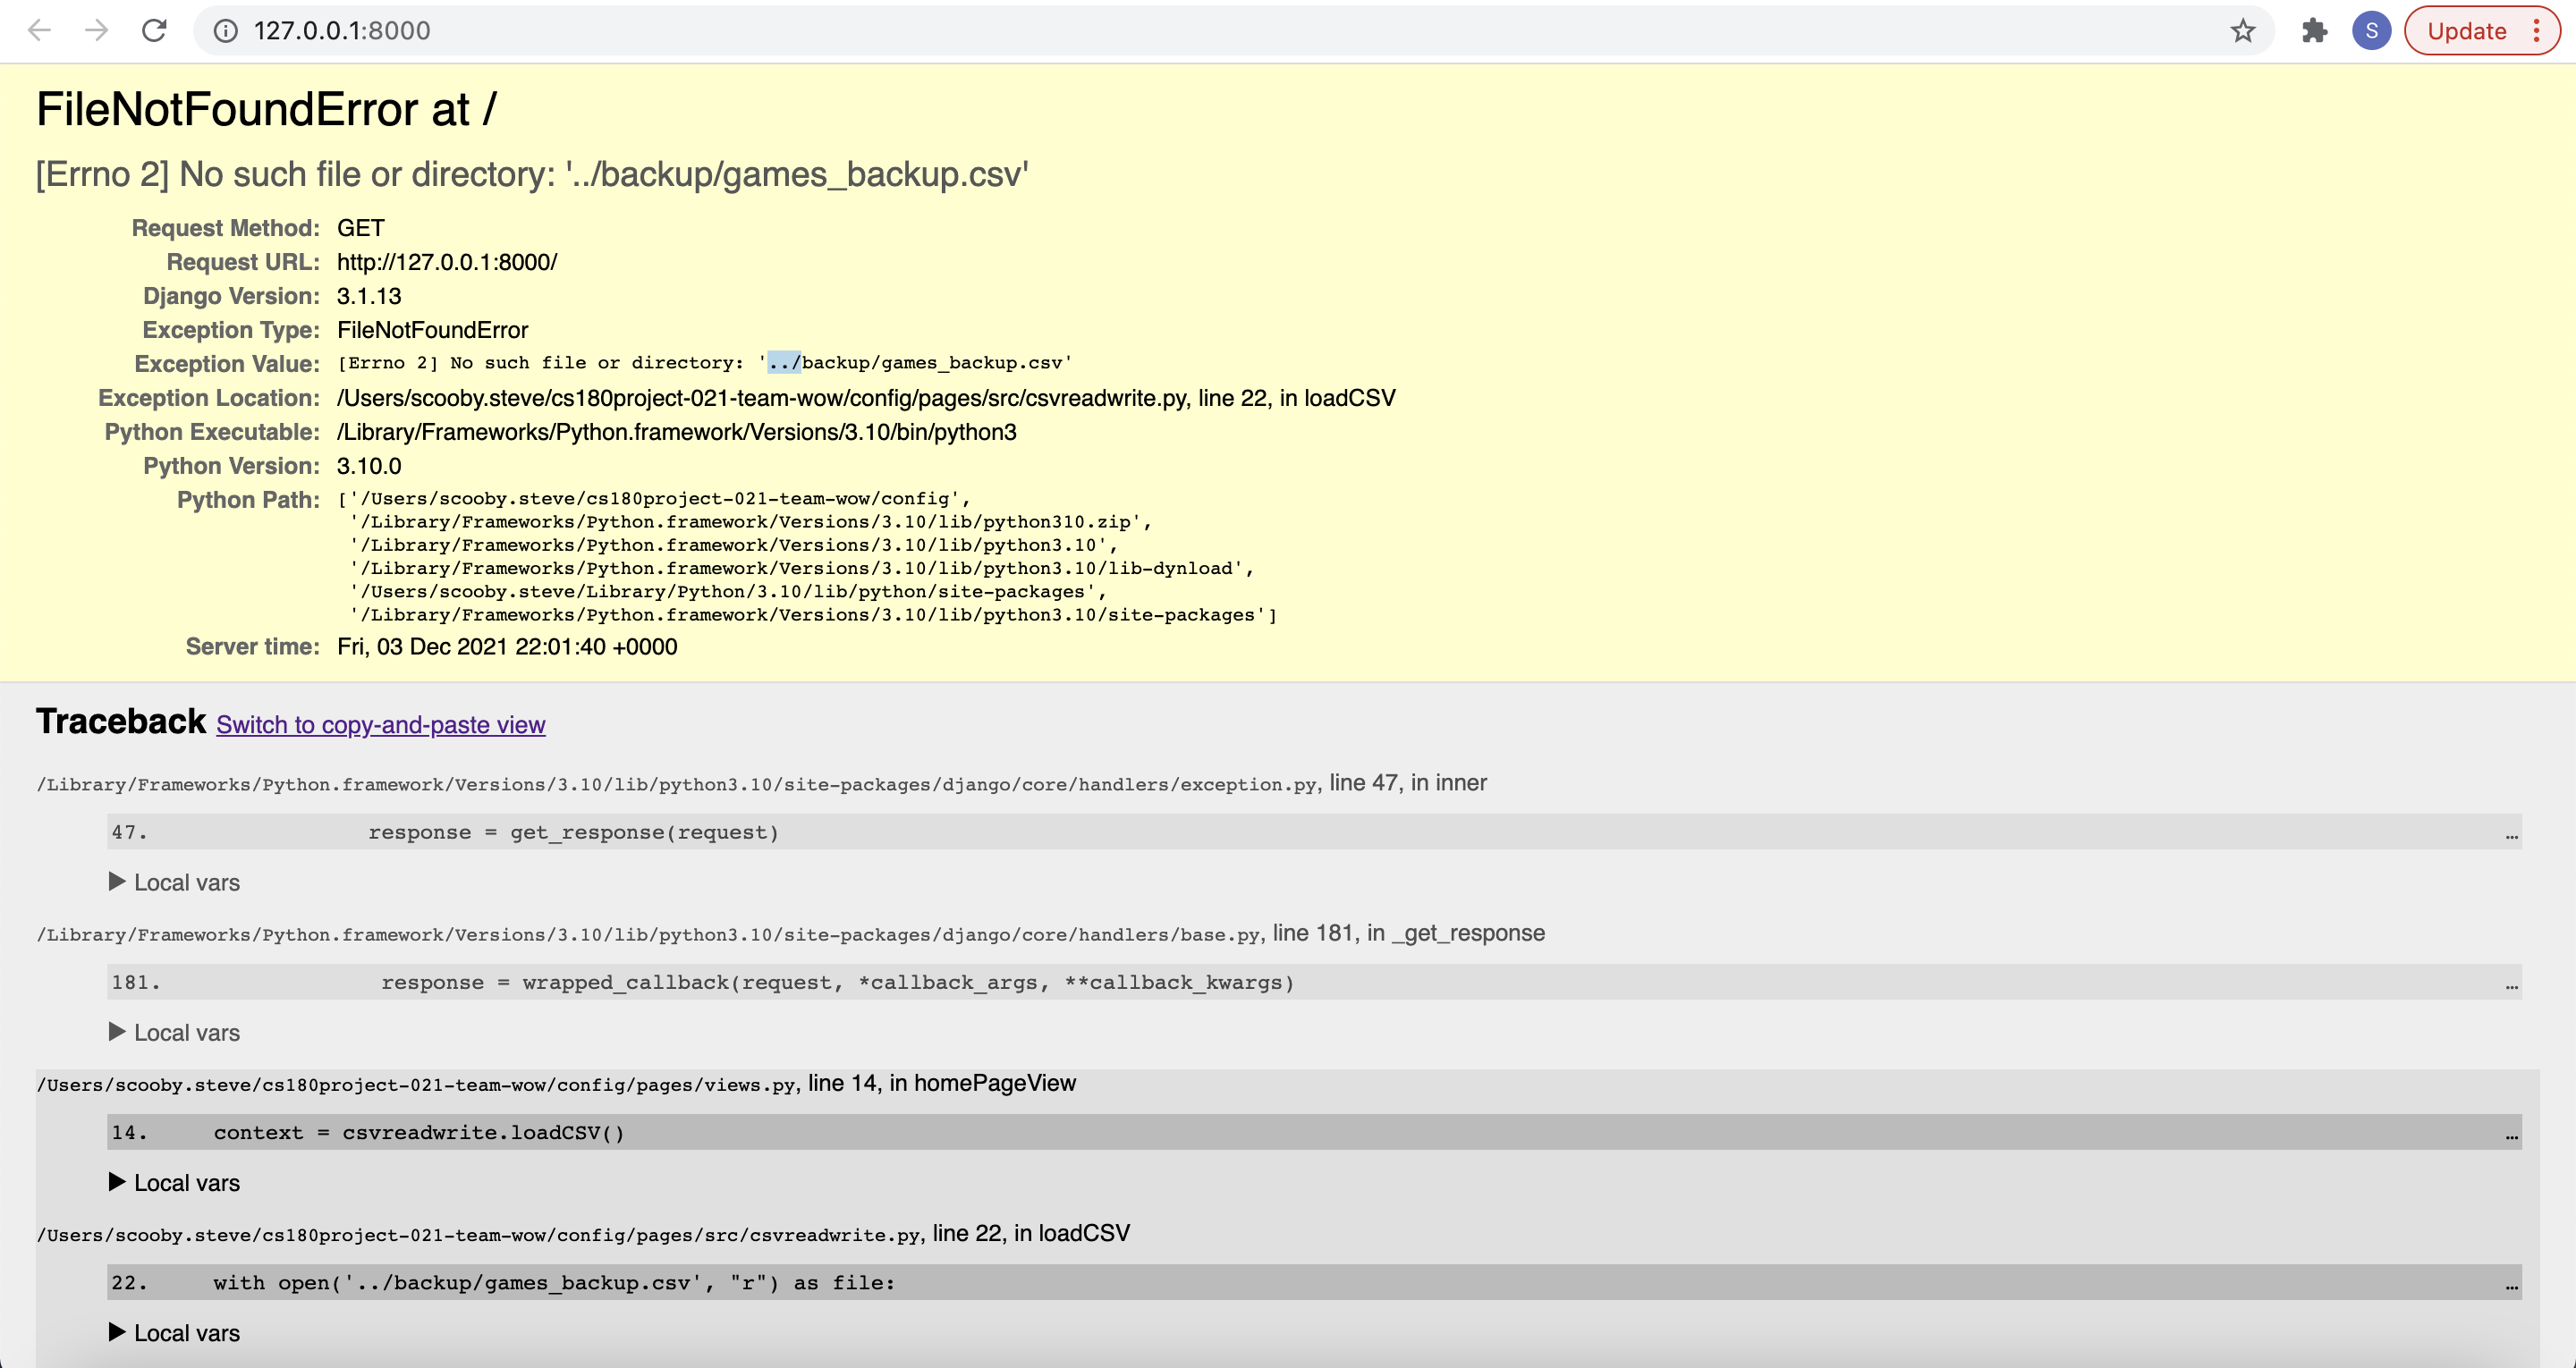 127.0.0.1:8000
S
Update
FileNotFoundError at /
[Errno 2] No such file or directory: '../backup/games_backup.csv'
Request Method: GET
Request URL: http://127.0.0.1:8000/
Django Version: 3.1.13
Exception Type: FileNotFoundError
Exception Value: [Errno 2] No such file or directory: '../backup/games_backup.csv'
Exception Location: /Users/scooby.steve/cs180project-021-team-wow/config/pages/src/csvreadwrite.py, line 22, in loadCSV
Python Executable: /Library/Frameworks/Python.framework/Versions/3.10/bin/python3
Python Version: 3.10.0
Python Path: ['/Users/scooby.steve/cs180project-021-team-wow/config',
'/Library/Frameworks/Python.framework/Versions/3.10/lib/python310.zip',
'/Library/Frameworks/Python.framework/Versions/3.10/lib/python3.10',
'/Library/Frameworks/Python.framework/Versions/3.10/lib/python3.10/lib-dynload',
'/Users/scooby.steve/Library/Python/3.10/lib/python/site-packages',
'/Library/Frameworks/Python.framework/Versions/3.10/lib/python3.10/site-packages']
Server time: Fri, 03 Dec 2021 22:01:40 +0000
Traceback Switch to copy-and-paste view
/Library/Frameworks/Python.framework/Versions/3.10/lib/python3.10/site-packages/django/core/handlers/exception.py, line 47, in inner
47. response = get_response(request) …
▶ Local vars
/Library/Frameworks/Python.framework/Versions/3.10/lib/python3.10/site-packages/django/core/handlers/base.py, line 181, in _get_response
181. response = wrapped_callback(request, *callback_args, **callback_kwargs) …
▶ Local vars
/Users/scooby.steve/cs180project-021-team-wow/config/pages/views.py, line 14, in homePageView
14. context = csvreadwrite.loadCSV() …
▶ Local vars
/Users/scooby.steve/cs180project-021-team-wow/config/pages/src/csvreadwrite.py, line 22, in loadCSV
22. with open('../backup/games_backup.csv', "r") as file: …
▶ Local vars